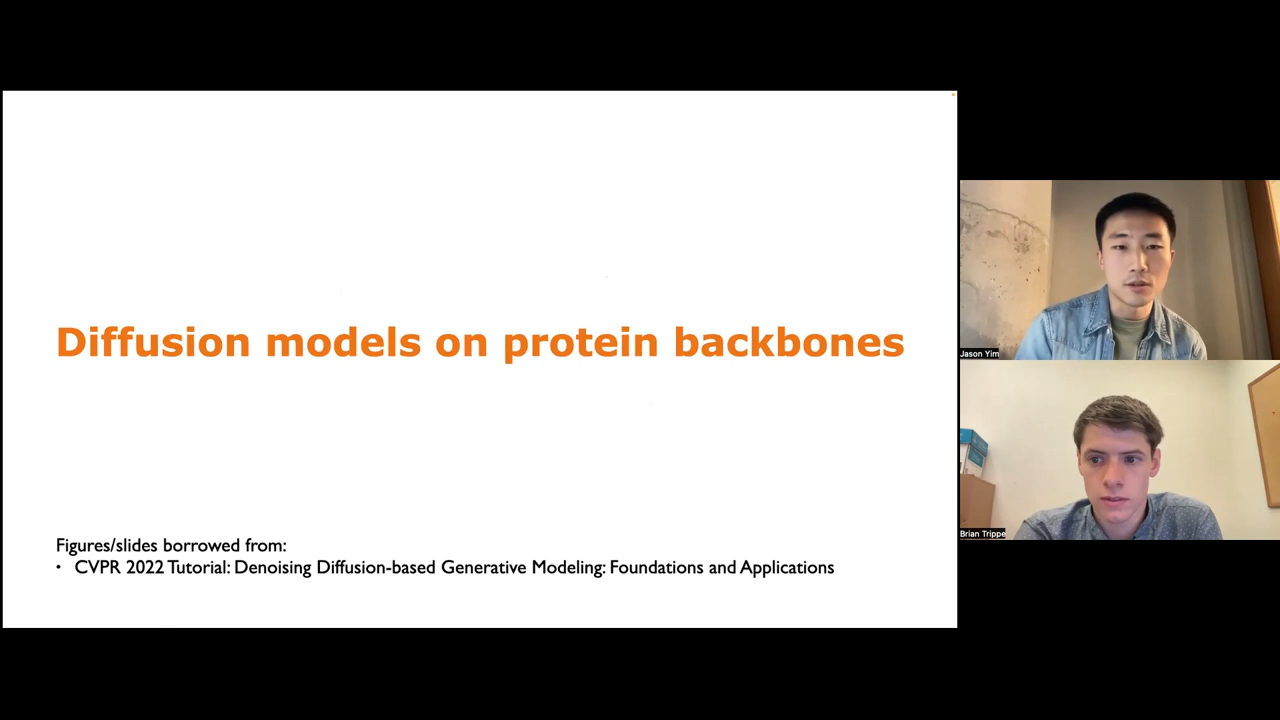 Diffusion models on protein backbones
Figures/slides borrowed from:
• CVPR 2022 Tutorial: Denoising Diffusion-based Generative Modeling: Foundations and Applications
Jason Yim
Brian Trippe